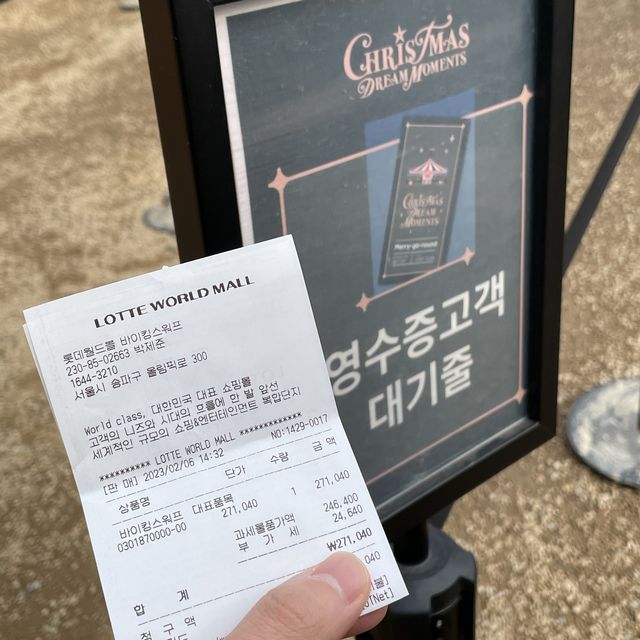 CHRISTMAS
DREAM MOMENTS
CHRISTMAS
DREAM
MOMENTS
Merry-go-round
영수증고객
대기줄
LOTTE WORLD MALL
롯데월드몰 바이킹스워프
230-85-02663 박제준
1644-3210
서울시 송파구 올림픽로 300
World class, 대한민국 대표 쇼핑몰
고객의 니즈와 시대의 흐름에 한 발 앞선
세계적인 규모의 쇼핑&엔터테인먼트 복합단지
********** LOTTE WORLD MALL *************
[판 매] 2023/02/06 14:32 NO:1429-0017
상품명 단가 수량 금 액
바이킹스워프 대표품목
0301870000-00 271,040 1 271,040
과세물품가액 246,400
부 가 세 24,640
합 계 ₩271,040
청 구 액 040